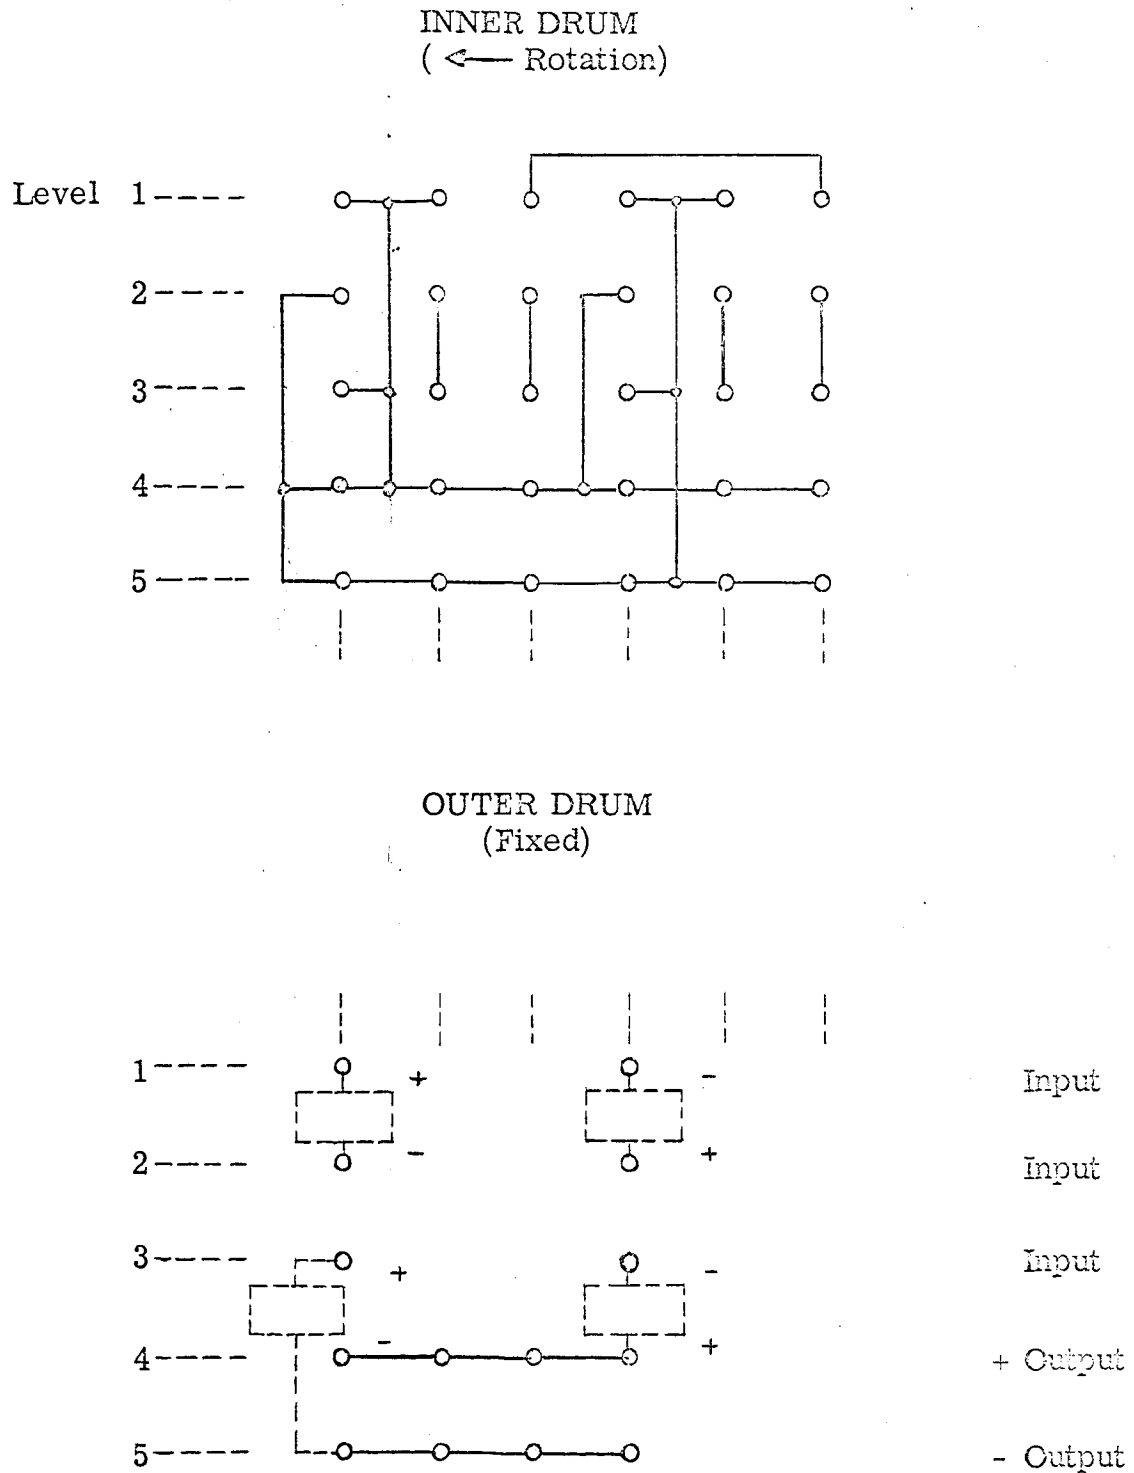 INNER DRUM
( ← Rotation)
Level 1
2
3
4
5
OUTER DRUM
(Fixed)
1 + - Input
2 - + Input
3 + - Input
4 - + + Output
5 - Output